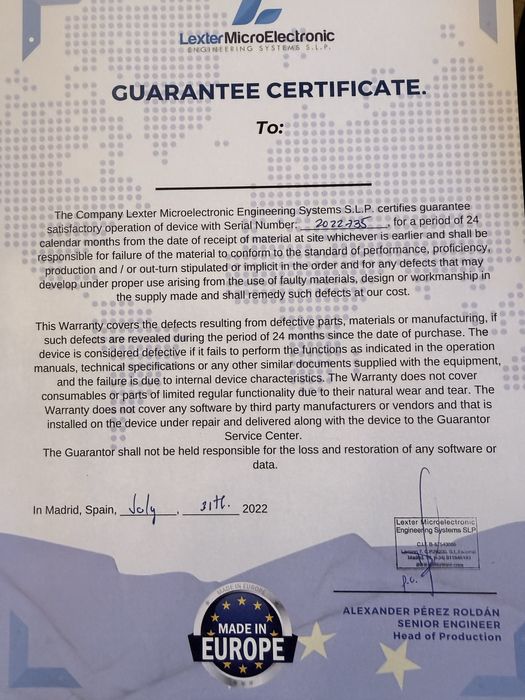 LexterMicroElectronic
ENGINEERING SYSTEMS S.L.P.
GUARANTEE CERTIFICATE.
To:
The Company Lexter Microelectronic Engineering Systems S.L.P. certifies guarantee
satisfactory operation of device with Serial Number: 2022-235, for a period of 24
calendar months from the date of receipt of material at site whichever is earlier and shall be
responsible for failure of the material to conform to the standard of performance, proficiency,
production and / or out-turn stipulated or implicit in the order and for any defects that may
develop under proper use arising from the use of faulty materials, design or workmanship in
the supply made and shall remedy such defects at our cost.
This Warranty covers the defects resulting from defective parts, materials or manufacturing, if
such defects are revealed during the period of 24 months since the date of purchase. The
device is considered defective if it fails to perform the functions as indicated in the operation
manuals, technical specifications or any other similar documents supplied with the equipment,
and the failure is due to internal device characteristics. The Warranty does not cover
consumables or parts of limited regular functionality due to their natural wear and tear. The
Warranty does not cover any software by third party manufacturers or vendors and that is
installed on the device under repair and delivered along with the device to the Guarantor
Service Center.
The Guarantor shall not be held responsible for the loss and restoration of any software or
data.
In Madrid, Spain, July, 31th. 2022
Lexter Microelectronic
Engineering Systems SLP
p.o.
ALEXANDER PÉREZ ROLDÁN
SENIOR ENGINEER
Head of Production
MADE IN EUROPE
MADE IN
EUROPE